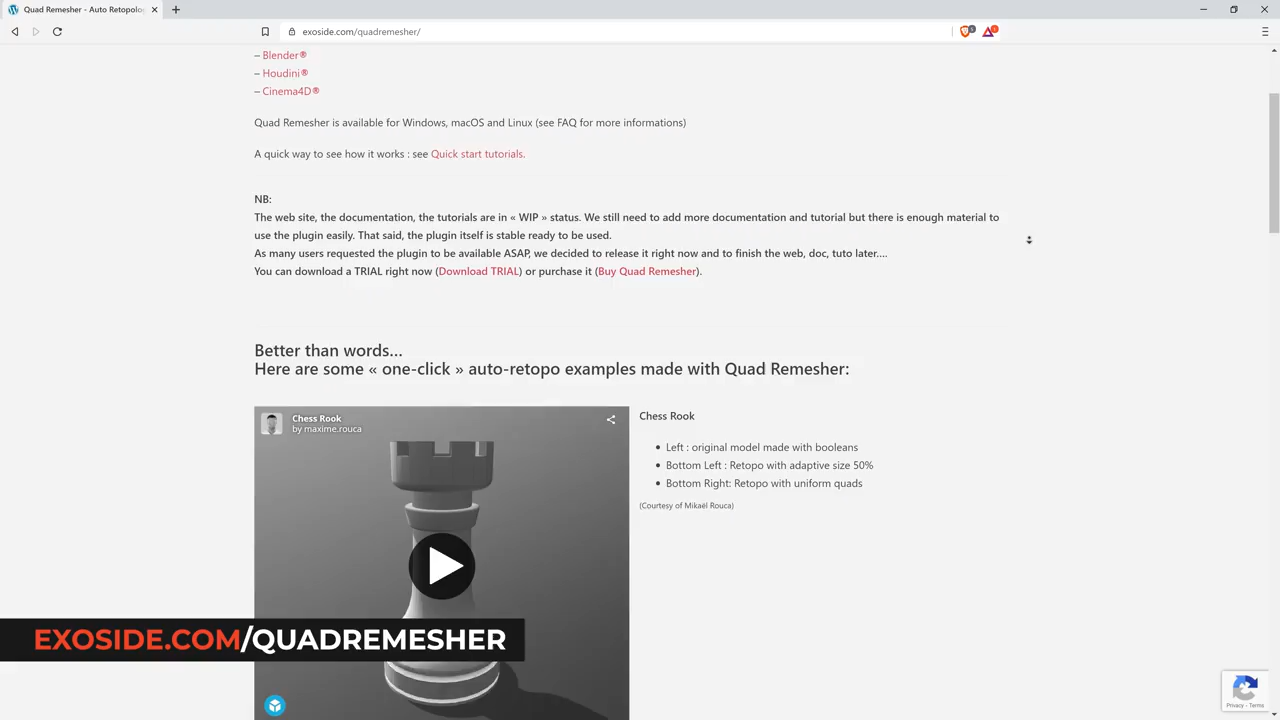 Quad Remesher - Auto Retopolo
exoside.com/quadremesher/
– Blender®
– Houdini®
– Cinema4D®
Quad Remesher is available for Windows, macOS and Linux (see FAQ for more informations)
A quick way to see how it works : see Quick start tutorials.
NB:
The web site, the documentation, the tutorials are in « WIP » status. We still need to add more documentation and tutorial but there is enough material to
use the plugin easily. That said, the plugin itself is stable ready to be used.
As many users requested the plugin to be available ASAP, we decided to release it right now and to finish the web, doc, tuto later….
You can download a TRIAL right now (Download TRIAL) or purchase it (Buy Quad Remesher).
Better than words…
Here are some « one-click » auto-retopo examples made with Quad Remesher:
Chess Rook
by maxime.rouca
Chess Rook
• Left : original model made with booleans
• Bottom Left : Retopo with adaptive size 50%
• Bottom Right: Retopo with uniform quads
(Courtesy of Mikaël Rouca)
EXOSIDE.COM/QUADREMESHER
Privacy - Terms